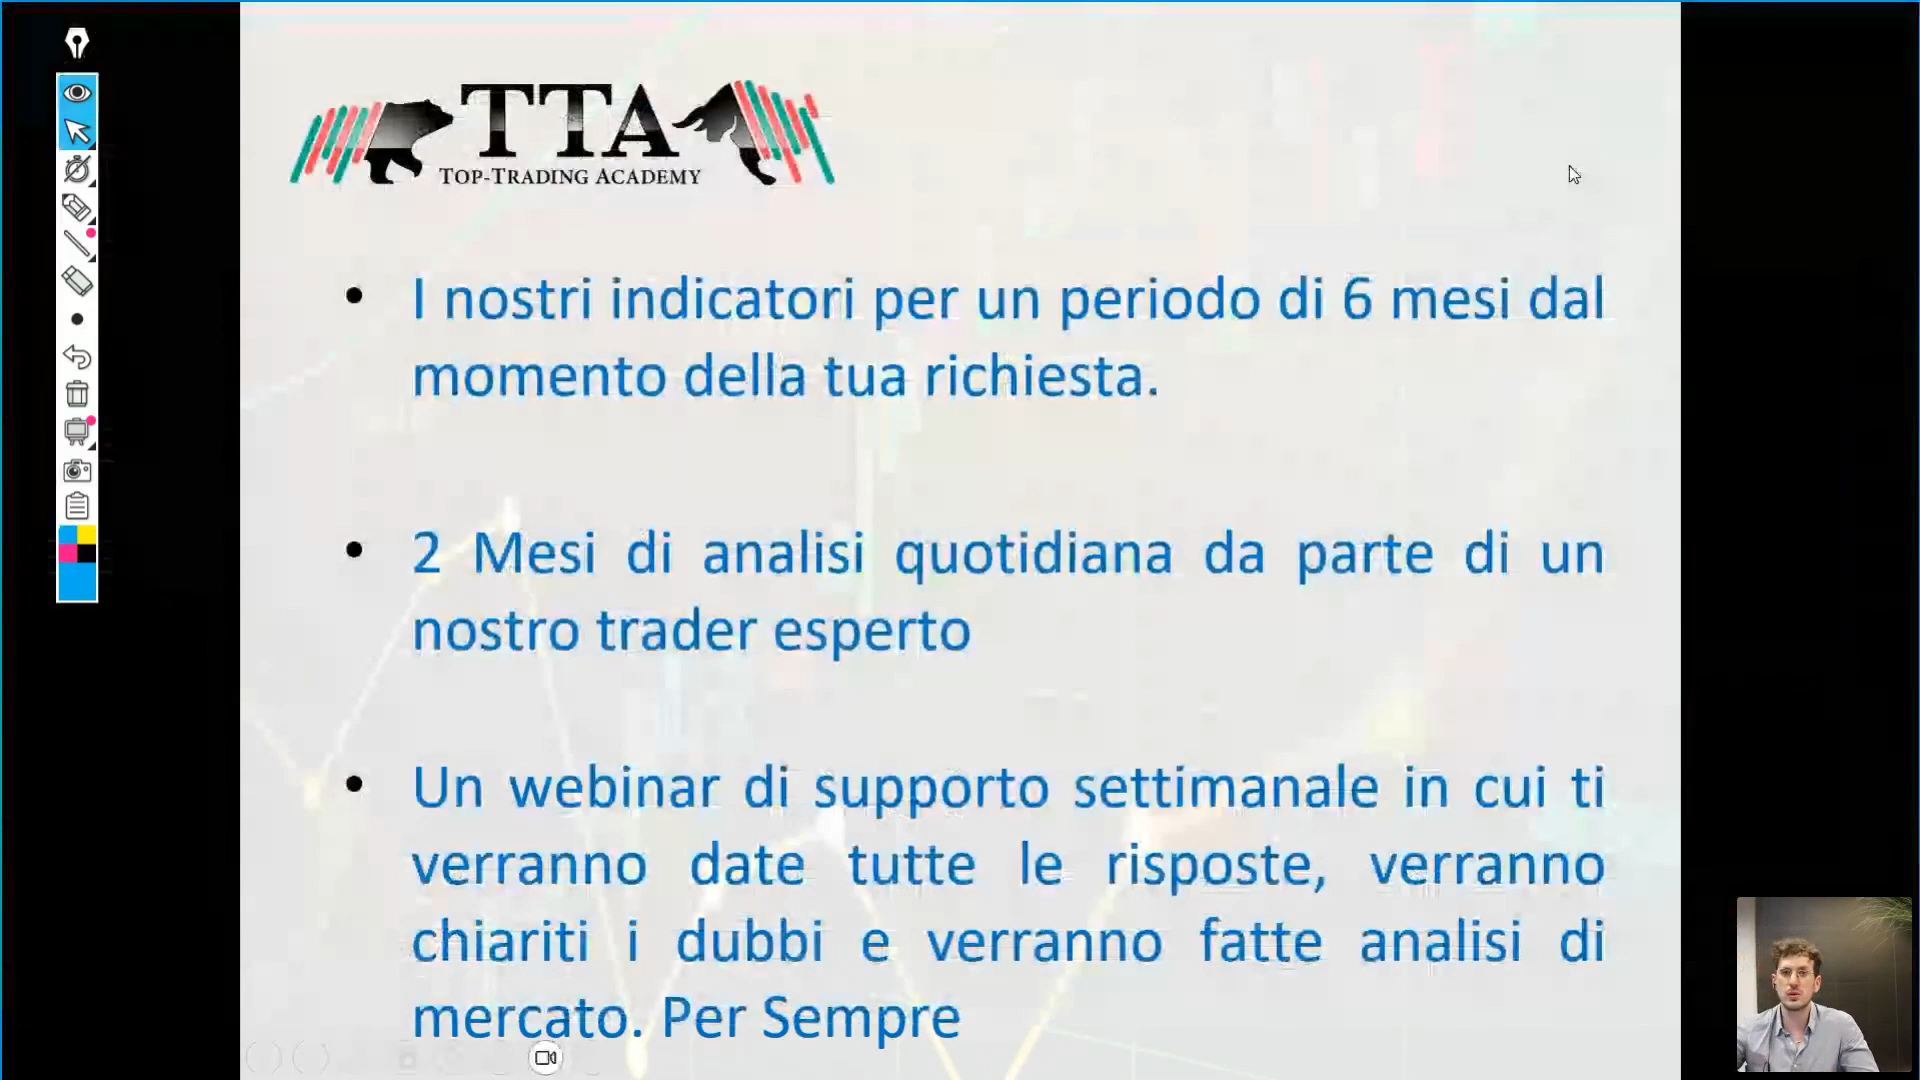 TTA
TOP-TRADING ACADEMY
• I nostri indicatori per un periodo di 6 mesi dal
momento della tua richiesta.
• 2 Mesi di analisi quotidiana da parte di un
nostro trader esperto
• Un webinar di supporto settimanale in cui ti
verranno date tutte le risposte, verranno
chiariti i dubbi e verranno fatte analisi di
mercato. Per Sempre